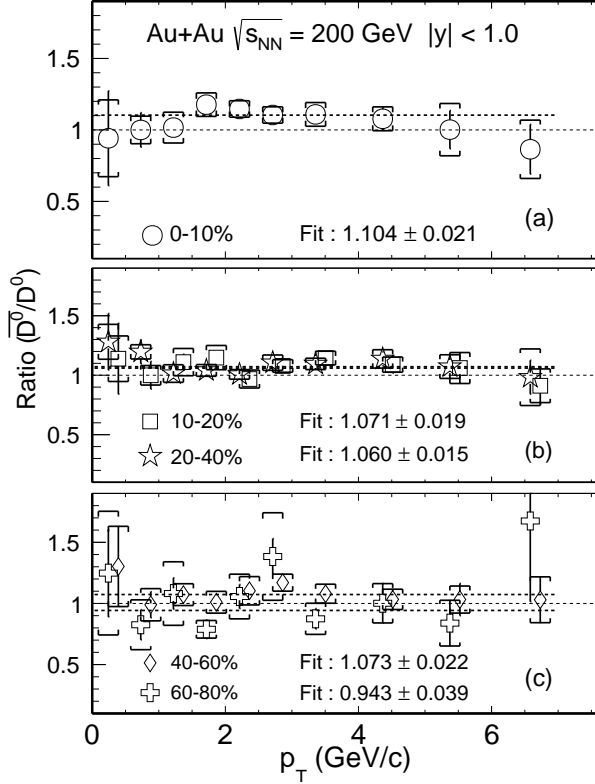 Au+Au √s_NN = 200 GeV |y| < 1.0
1.5
1
0.5
0-10% Fit : 1.104 ± 0.021 (a)
Ratio (D̅⁰/D⁰)
1.5
1
0.5
10-20% Fit : 1.071 ± 0.019
20-40% Fit : 1.060 ± 0.015 (b)
1.5
1
0.5
40-60% Fit : 1.073 ± 0.022
60-80% Fit : 0.943 ± 0.039 (c)
0 2 4 6
p_T (GeV/c)